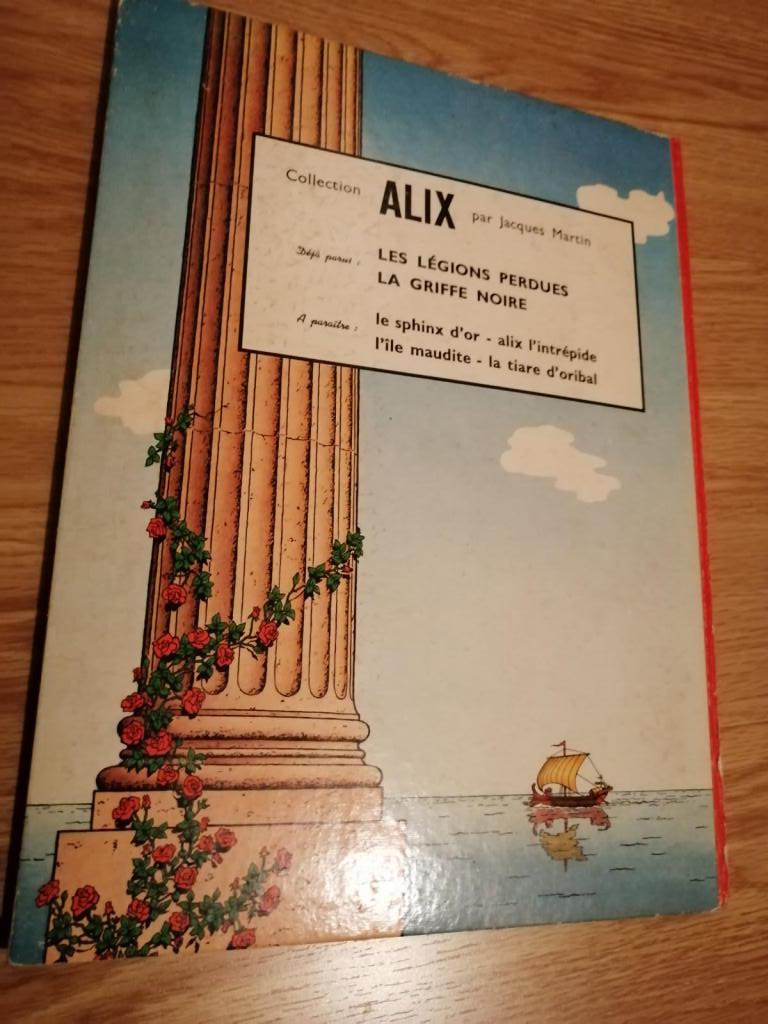 Collection ALIX par Jacques Martin
Déjà parus : LES LÉGIONS PERDUES
LA GRIFFE NOIRE
A paraître : le sphinx d'or - alix l'intrépide
l'île maudite - la tiare d'oribal